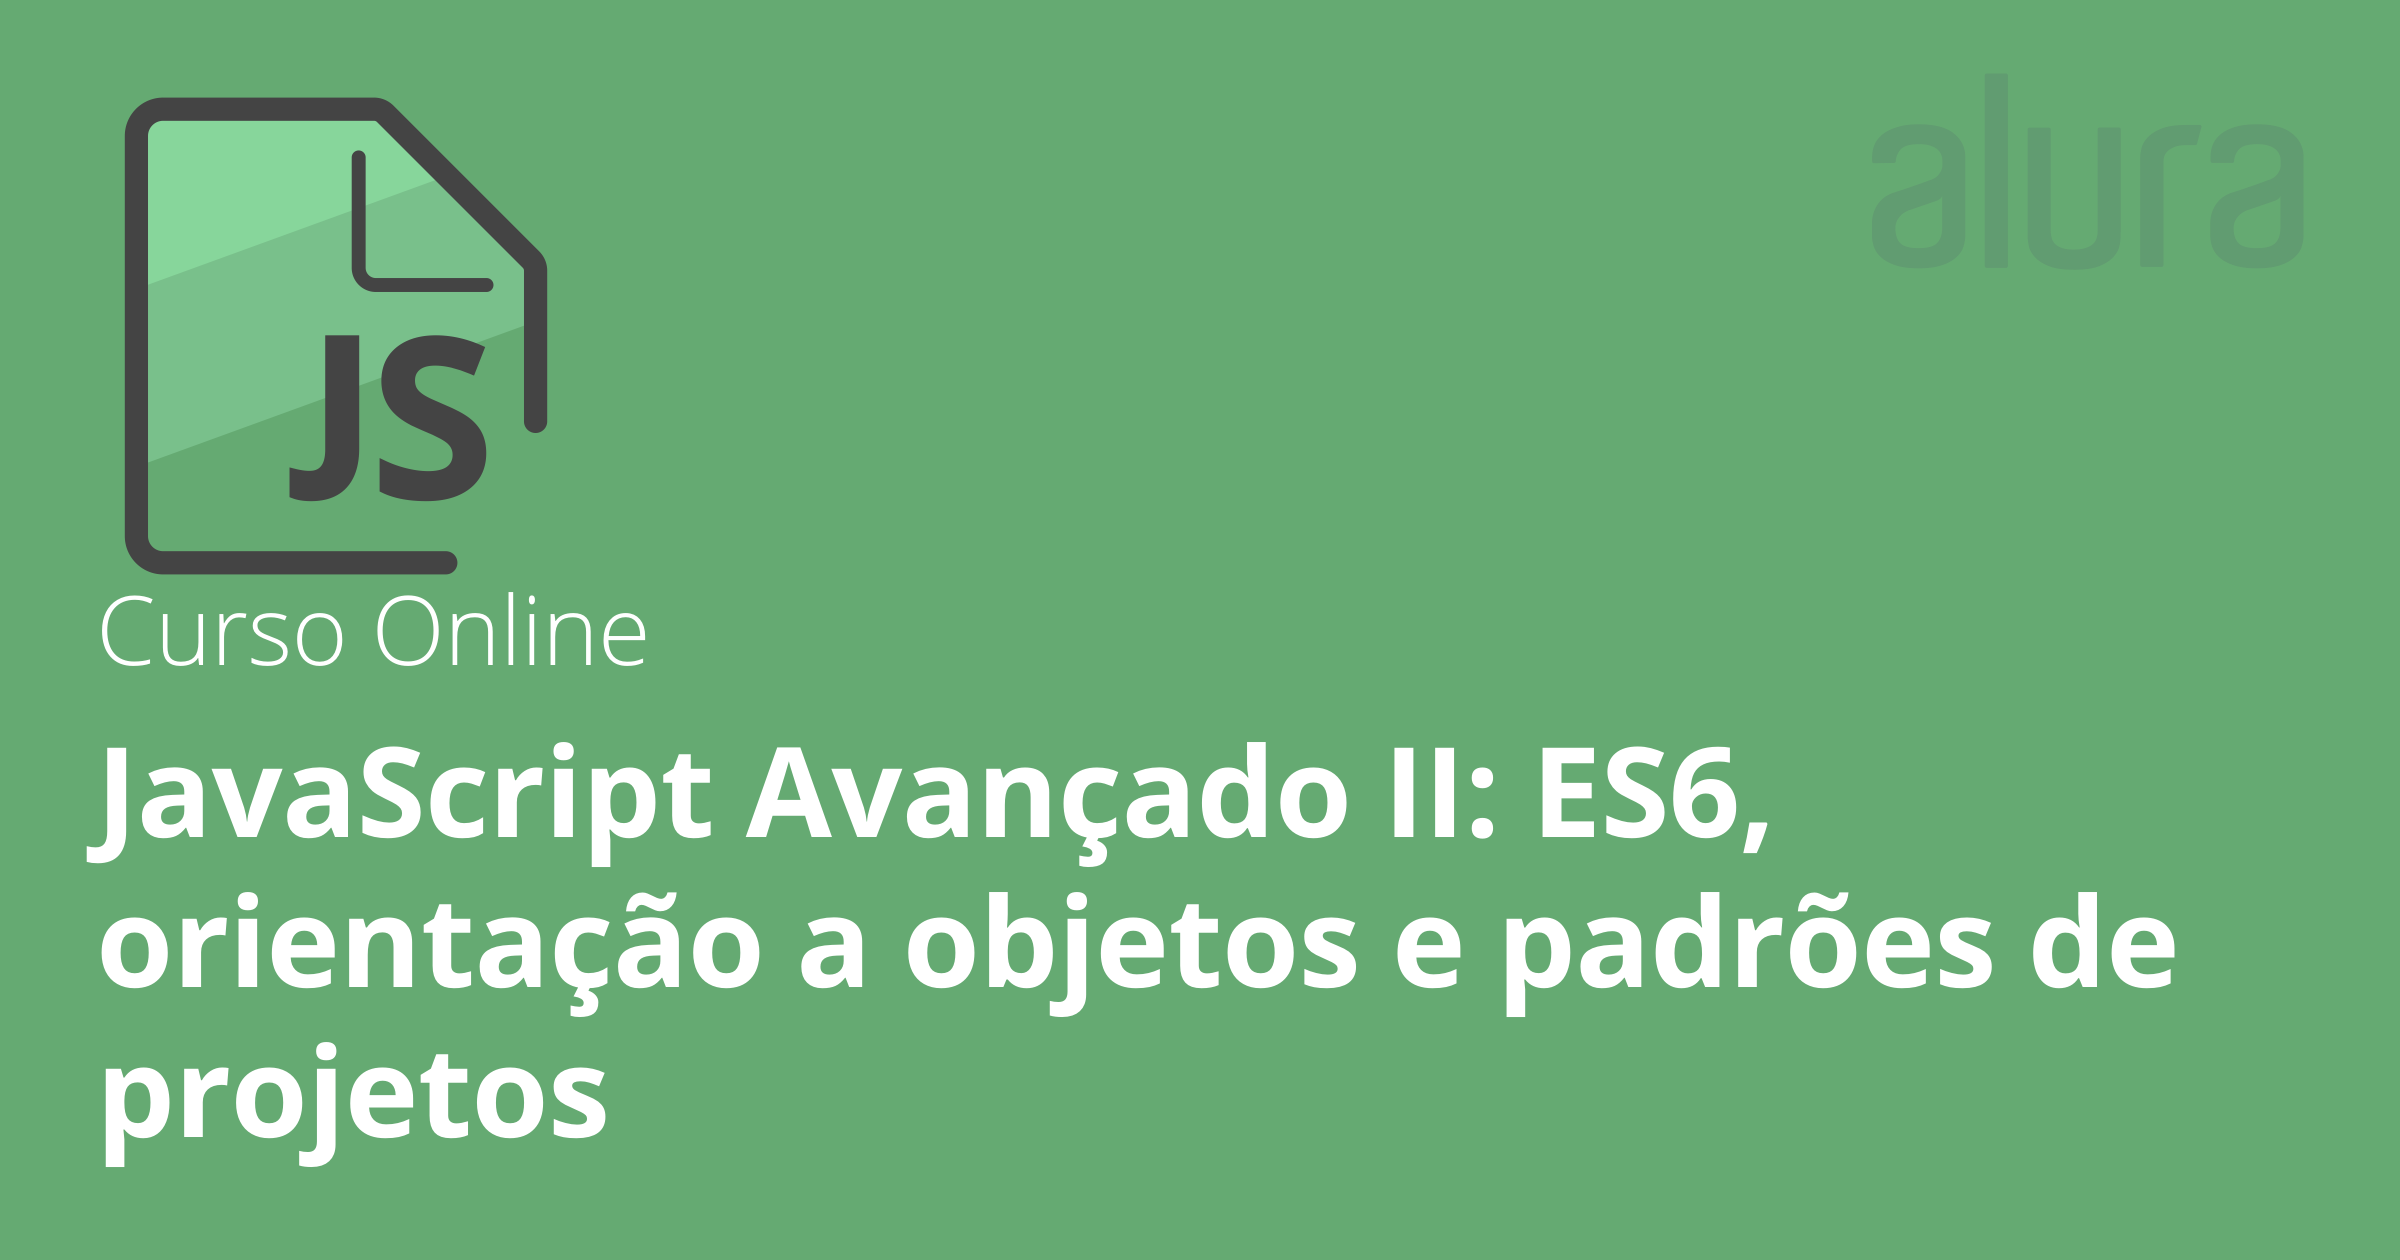 alura
JS
Curso Online
JavaScript Avançado II: ES6,
orientação a objetos e padrões de
projetos